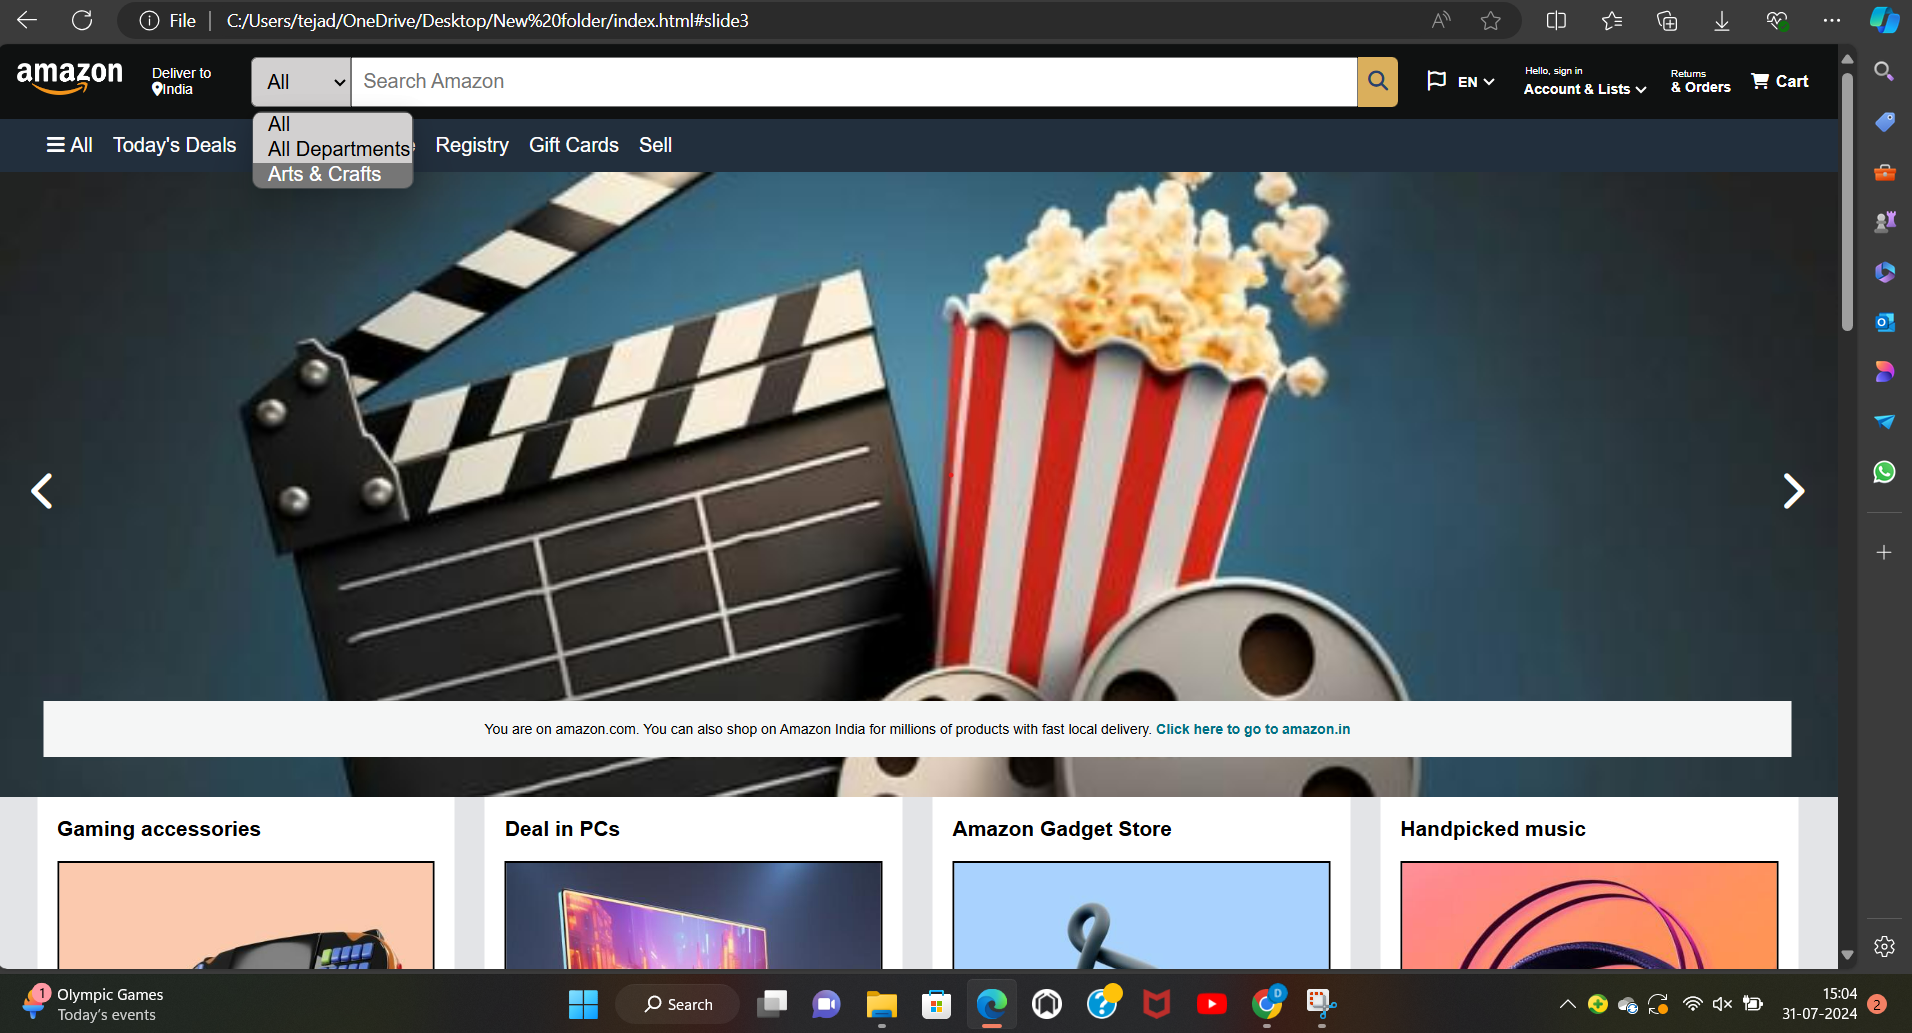 File
C:/Users/tejad/OneDrive/Desktop/New%20folder/index.html#slide3
amazon
Deliver to
India
All
Search Amazon
EN
Hello, sign in
Account & Lists
Returns
& Orders
Cart
All
Today's Deals
All
All Departments
Arts & Crafts
Registry
Gift Cards
Sell
You are on amazon.com. You can also shop on Amazon India for millions of products with fast local delivery. Click here to go to amazon.in
Gaming accessories
Deal in PCs
Amazon Gadget Store
Handpicked music
1
Olympic Games
Today's events
Search
D
15:04
31-07-2024
2